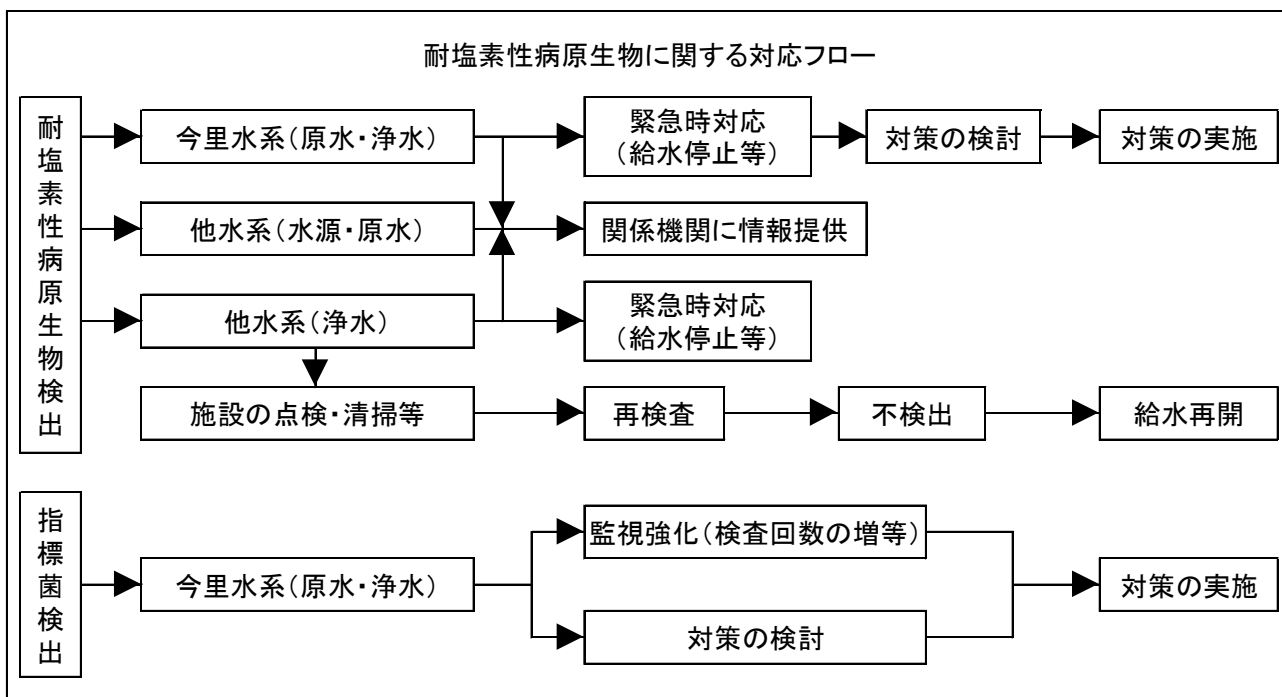 耐塩素性病原生物に関する対応フロー
耐塩素性病原生物検出
今里水系(原水・浄水)
緊急時対応
(給水停止等)
対策の検討
対策の実施
他水系(水源・原水)
関係機関に情報提供
他水系(浄水)
緊急時対応
(給水停止等)
施設の点検・清掃等
再検査
不検出
給水再開
指標菌検出
今里水系(原水・浄水)
監視強化(検査回数の増等)
対策の検討
対策の実施